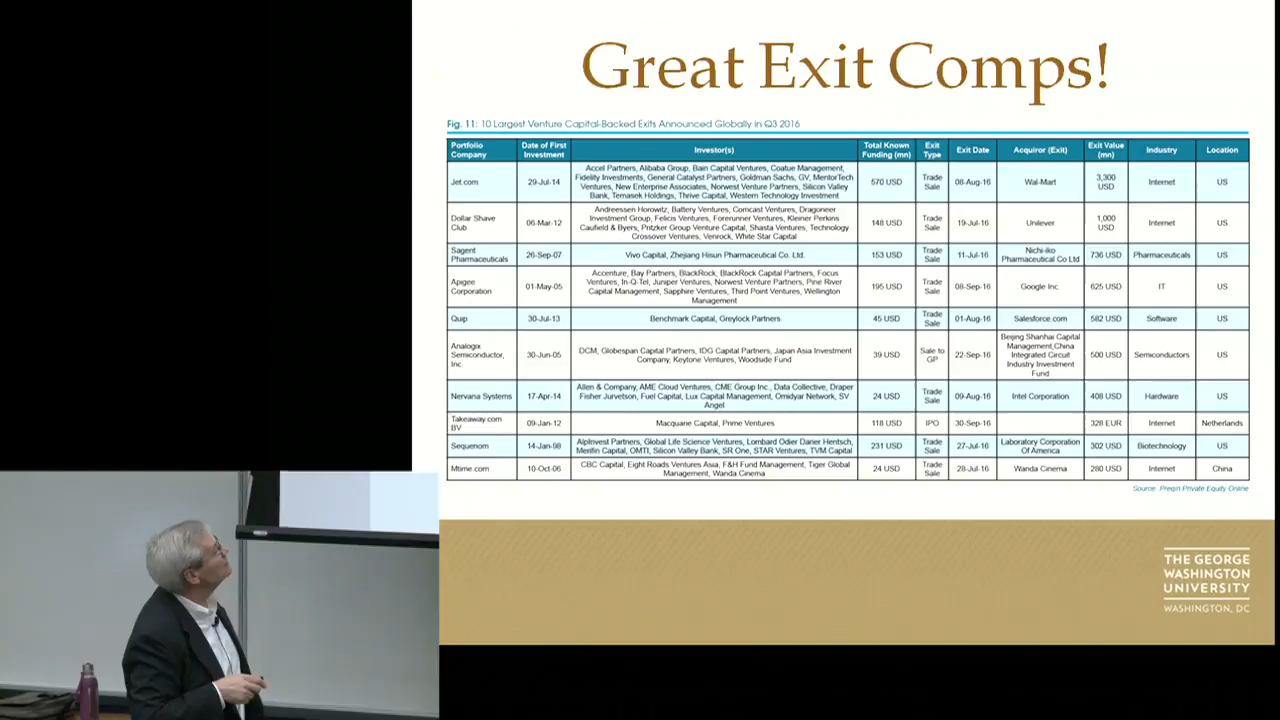 Great Exit Comps!
Fig. 11: 10 Largest Venture Capital-Backed Exits Announced Globally in Q3 2016
Portfolio Company Date of First Investment Investor(s) Total Known Funding (mn) Exit Type Exit Date Acquiror (Exit) Exit Value (mn) Industry Location
Jet.com 29-Jul-14 Accel Partners, Alibaba Group, Bain Capital Ventures, Coatue Management, Fidelity Investments, General Catalyst Partners, Goldman Sachs, GV, MentorTech Ventures, New Enterprise Associates, Norwest Venture Partners, Silicon Valley Bank, Temasek Holdings, Thrive Capital, Western Technology Investment 570 USD Trade Sale 08-Aug-16 Wal-Mart 3,300 USD Internet US
Dollar Shave Club 06-Mar-12 Andreessen Horowitz, Battery Ventures, Comcast Ventures, Dragoneer Investment Group, Felicis Ventures, Forerunner Ventures, Kleiner Perkins Caufield & Byers, Pritzker Group Venture Capital, Shasta Ventures, Technology Crossover Ventures, Venrock, White Star Capital 148 USD Trade Sale 19-Jul-16 Unilever 1,000 USD Internet US
Sagent Pharmaceuticals 26-Sep-07 Vivo Capital, Zhejiang Hisun Pharmaceutical Co. Ltd. 153 USD Trade Sale 11-Jul-16 Nichi-iko Pharmaceutical Co Ltd 736 USD Pharmaceuticals US
Apigee Corporation 01-May-05 Accenture, Bay Partners, BlackRock, BlackRock Capital Partners, Focus Ventures, In-Q-Tel, Juniper Ventures, Norwest Venture Partners, Pine River Capital Management, Sapphire Ventures, Third Point Ventures, Wellington Management 195 USD Trade Sale 08-Sep-16 Google Inc. 625 USD IT US
Quip 30-Jul-13 Benchmark Capital, Greylock Partners 45 USD Trade Sale 01-Aug-16 Salesforce.com 582 USD Software US
Analogix Semiconductor, Inc. 30-Jun-05 DCM, Globespan Capital Partners, IDG Capital Partners, Japan Asia Investment Company, Keytone Ventures, Woodside Fund 39 USD Sale to GP 22-Sep-16 Beijing Shanhai Capital Management,China Integrated Circuit Industry Investment Fund 500 USD Semiconductors US
Nervana Systems 17-Apr-14 Allen & Company, AME Cloud Ventures, CME Group Inc., Data Collective, Draper Fisher Jurvetson, Fuel Capital, Lux Capital Management, Omidyar Network, SV Angel 24 USD Trade Sale 09-Aug-16 Intel Corporation 408 USD Hardware US
Takeaway.com BV 09-Jan-12 Macquarie Capital, Prime Ventures 118 USD IPO 30-Sep-16 328 EUR Internet Netherlands
Sequenom 14-Jan-98 AlpInvest Partners, Global Life Science Ventures, Lombard Odier Darier Hentsch, Merifin Capital, OMTI, Silicon Valley Bank, SR One, STAR Ventures, TVM Capital 231 USD Trade Sale 27-Jul-16 Laboratory Corporation Of America 302 USD Biotechnology US
Mtime.com 10-Oct-06 CBC Capital, Eight Roads Ventures Asia, F&H Fund Management, Tiger Global Management, Wanda Cinema 24 USD Trade Sale 28-Jul-16 Wanda Cinema 280 USD Internet China
Source: Preqin Private Equity Online
THE GEORGE
WASHINGTON
UNIVERSITY
WASHINGTON, DC